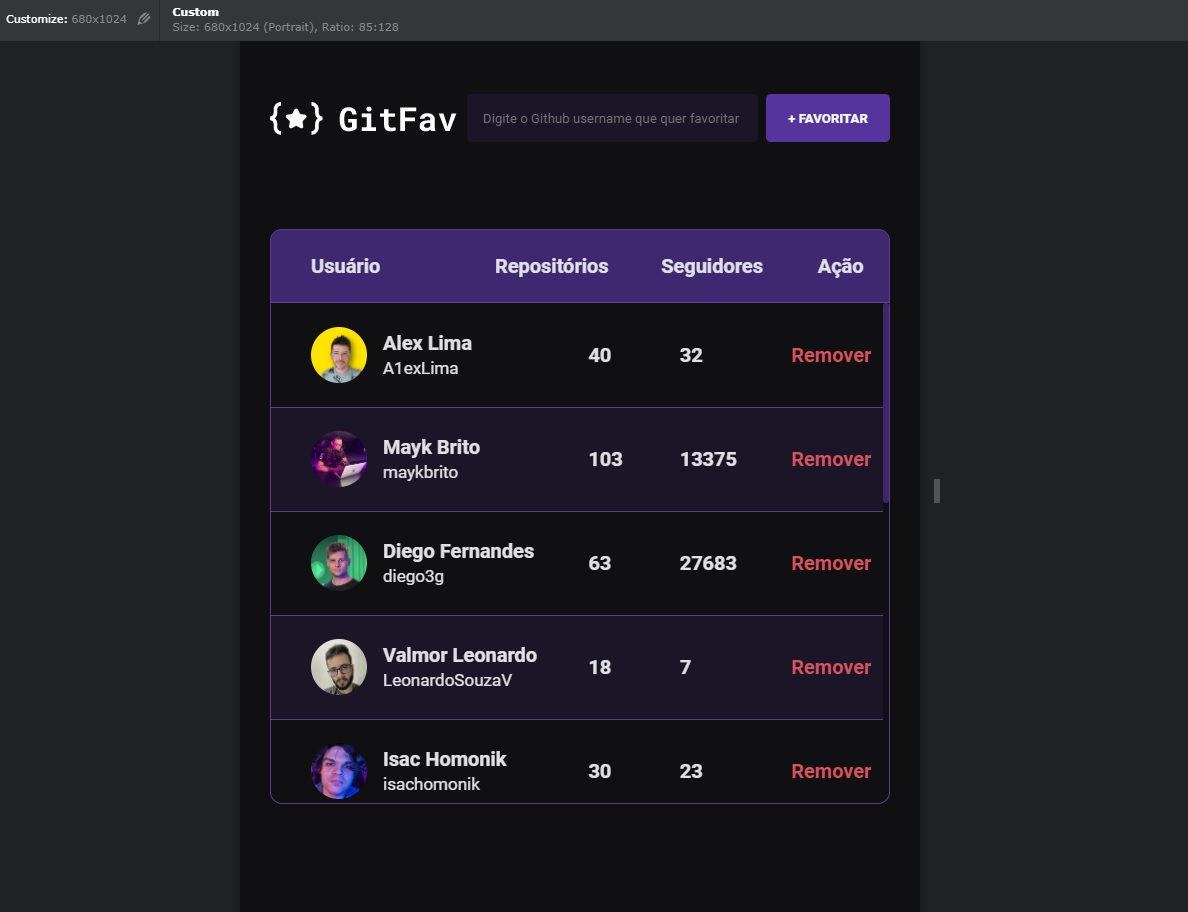 Customize: 680x1024
Custom
Size: 680x1024 (Portrait), Ratio: 85:128
GitFav
Digite o Github username que quer favoritar
+ FAVORITAR
Usuário Repositórios Seguidores Ação
Alex Lima
A1exLima
40 32 Remover
Mayk Brito
maykbrito
103 13375 Remover
Diego Fernandes
diego3g
63 27683 Remover
Valmor Leonardo
LeonardoSouzaV
18 7 Remover
Isac Homonik
isachomonik
30 23 Remover